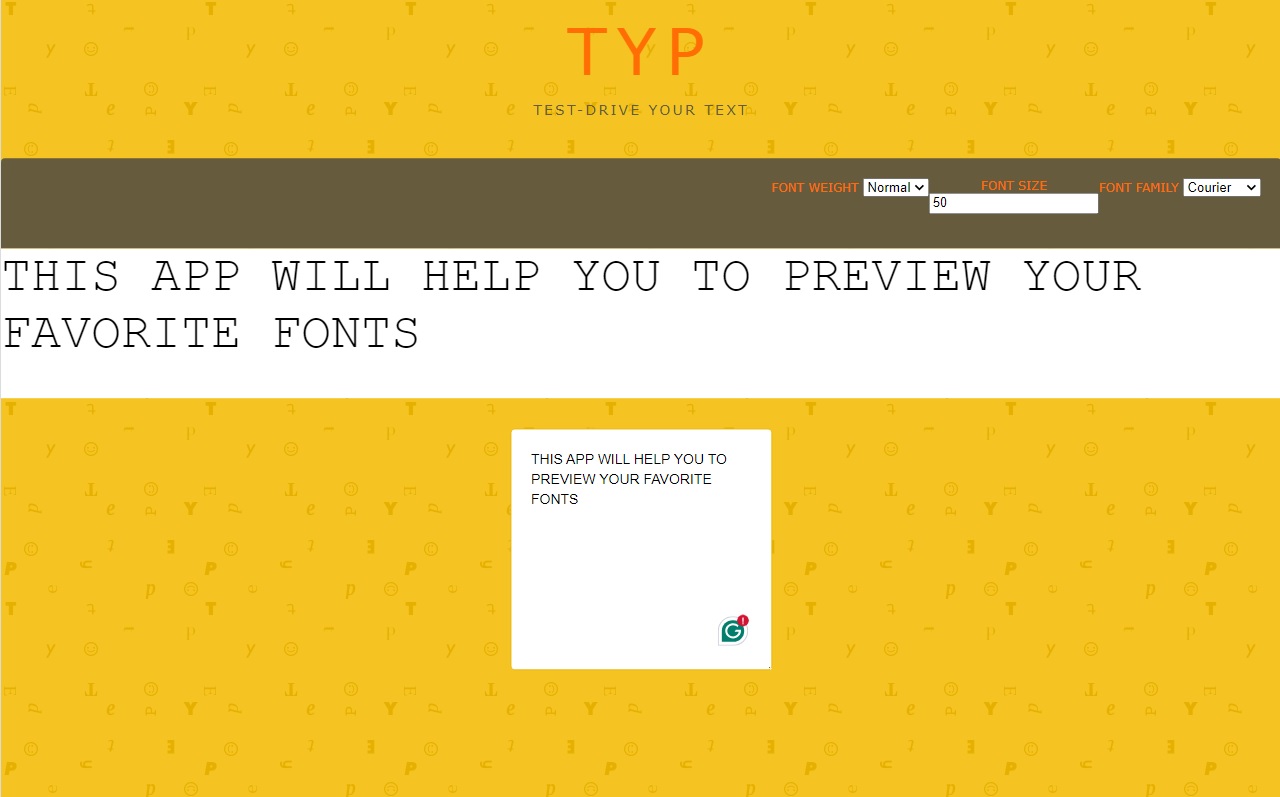 TYP
TEST-DRIVE YOUR TEXT
FONT WEIGHT Normal FONT SIZE 50 FONT FAMILY Courier
THIS APP WILL HELP YOU TO PREVIEW YOUR
FAVORITE FONTS
THIS APP WILL HELP YOU TO
PREVIEW YOUR FAVORITE
FONTS